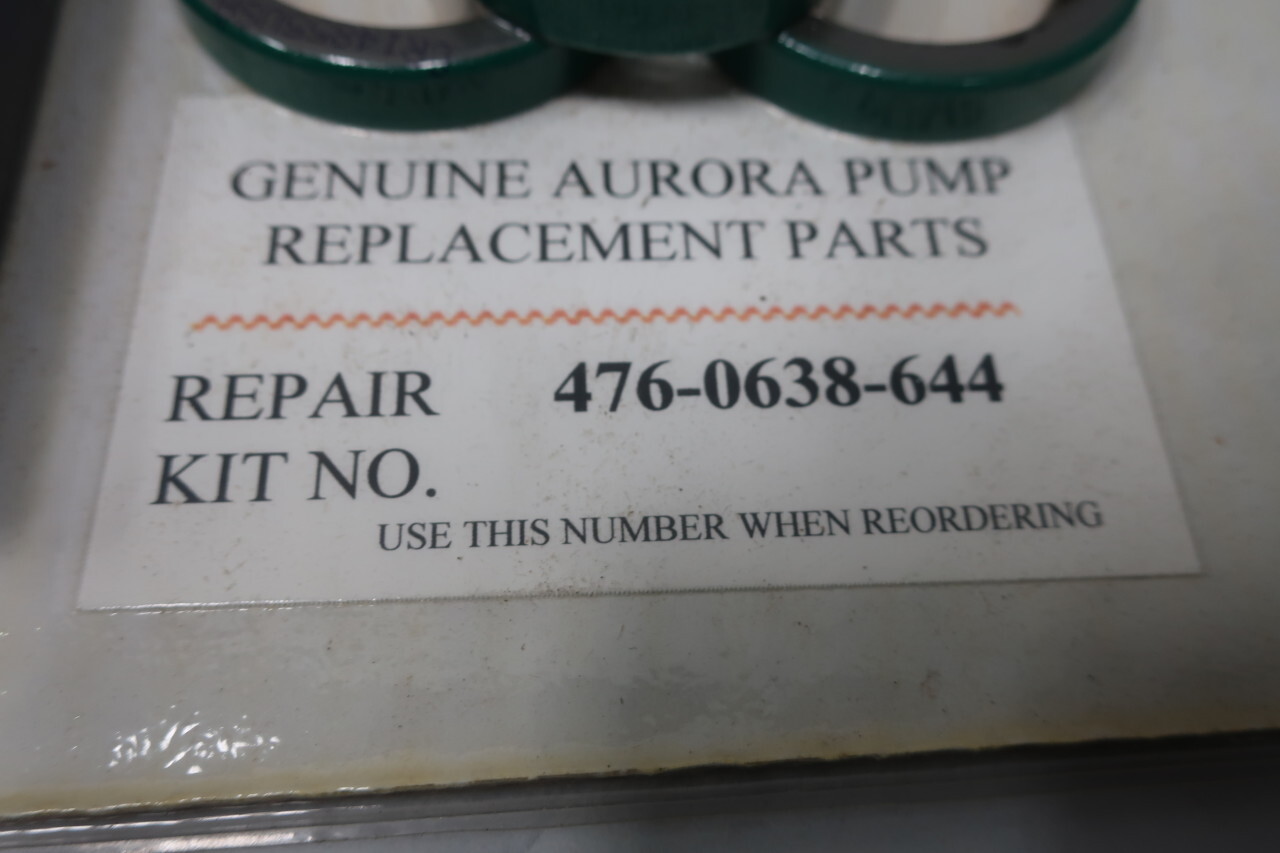 GENUINE AURORA PUMP
REPLACEMENT PARTS
REPAIR 476-0638-644
KIT NO.
USE THIS NUMBER WHEN REORDERING